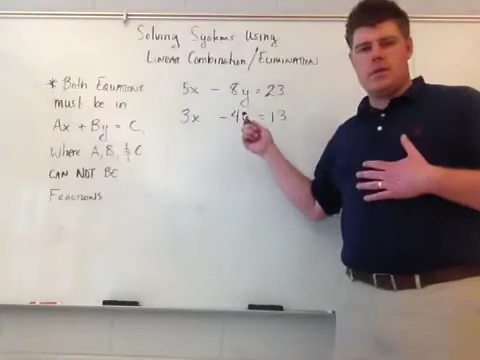 Solving Systems Using
Linear Combination/Elimination
* Both Equations
must be in
Ax + By = C,
Where A, B, & C
CAN NOT BE
Fractions
5x - 8y = 23
3x - 4y = 13